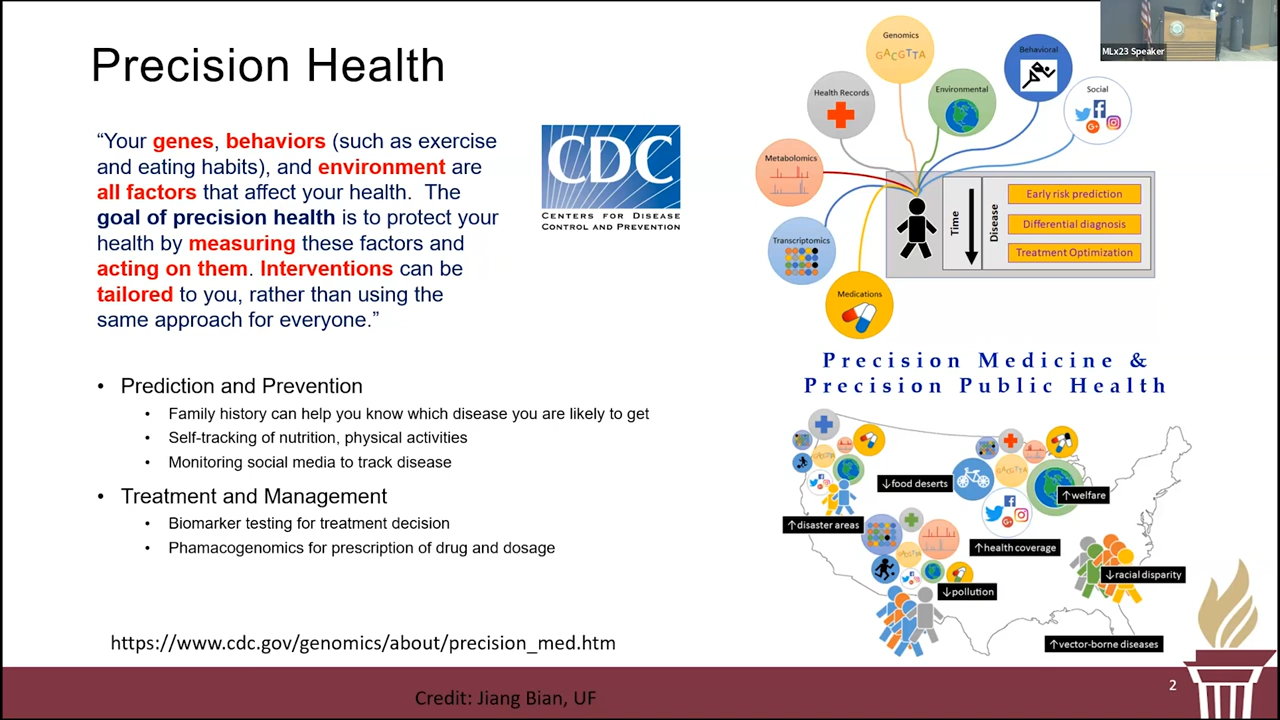 MLx23 Speaker
Precision Health
“Your genes, behaviors (such as exercise
and eating habits), and environment are
all factors that affect your health. The
goal of precision health is to protect your
health by measuring these factors and
acting on them. Interventions can be
tailored to you, rather than using the
same approach for everyone.”
CDC
CENTERS FOR DISEASE
CONTROL AND PREVENTION
• Prediction and Prevention
• Family history can help you know which disease you are likely to get
• Self-tracking of nutrition, physical activities
• Monitoring social media to track disease
• Treatment and Management
• Biomarker testing for treatment decision
• Phamacogenomics for prescription of drug and dosage
https://www.cdc.gov/genomics/about/precision_med.htm
Genomics
GACGTTA
Behavioral
Health Records
Environmental
Social
Metabolomics
Transcriptomics
Medications
Time
Disease
Early risk prediction
Differential diagnosis
Treatment Optimization
Precision Medicine &
Precision Public Health
GACGTTA
GACGTTA
↓food deserts
↑welfare
↑disaster areas
GACGTTA
↑health coverage
↓racial disparity
↓pollution
↑vector-borne diseases
Credit: Jiang Bian, UF
2